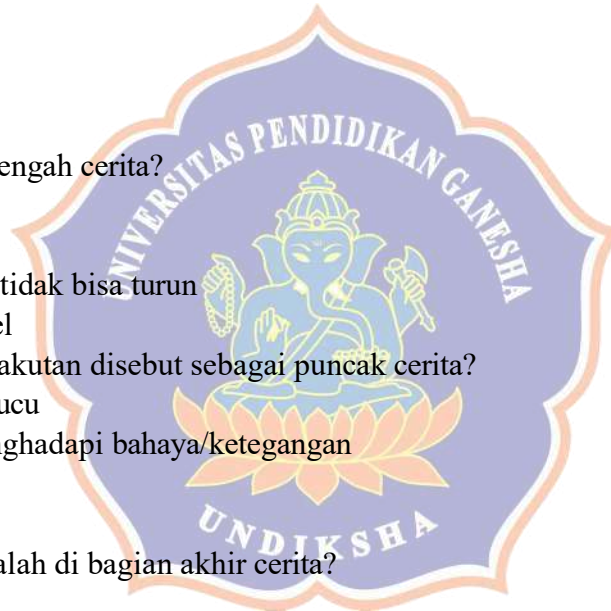 UNIVERSITAS PENDIDIKAN GANESHA
engah cerita?
tidak bisa turun
el
akutan disebut sebagai puncak cerita?
ucu
nghadapi bahaya/ketegangan
UNDIKSHA
alah di bagian akhir cerita?